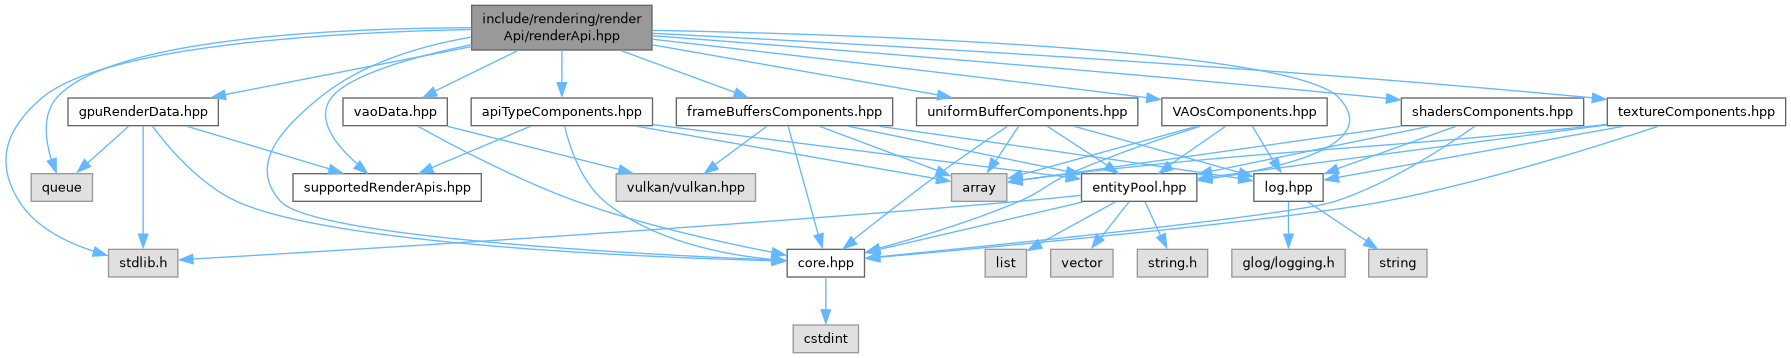 include/rendering/render
Api/renderApi.hpp
gpuRenderData.hpp
vaoData.hpp
apiTypeComponents.hpp
frameBuffersComponents.hpp
uniformBufferComponents.hpp
VAOsComponents.hpp
shadersComponents.hpp
textureComponents.hpp
queue
supportedRenderApis.hpp
vulkan/vulkan.hpp
array
entityPool.hpp
log.hpp
stdlib.h
core.hpp
list
vector
string.h
glog/logging.h
string
cstdint